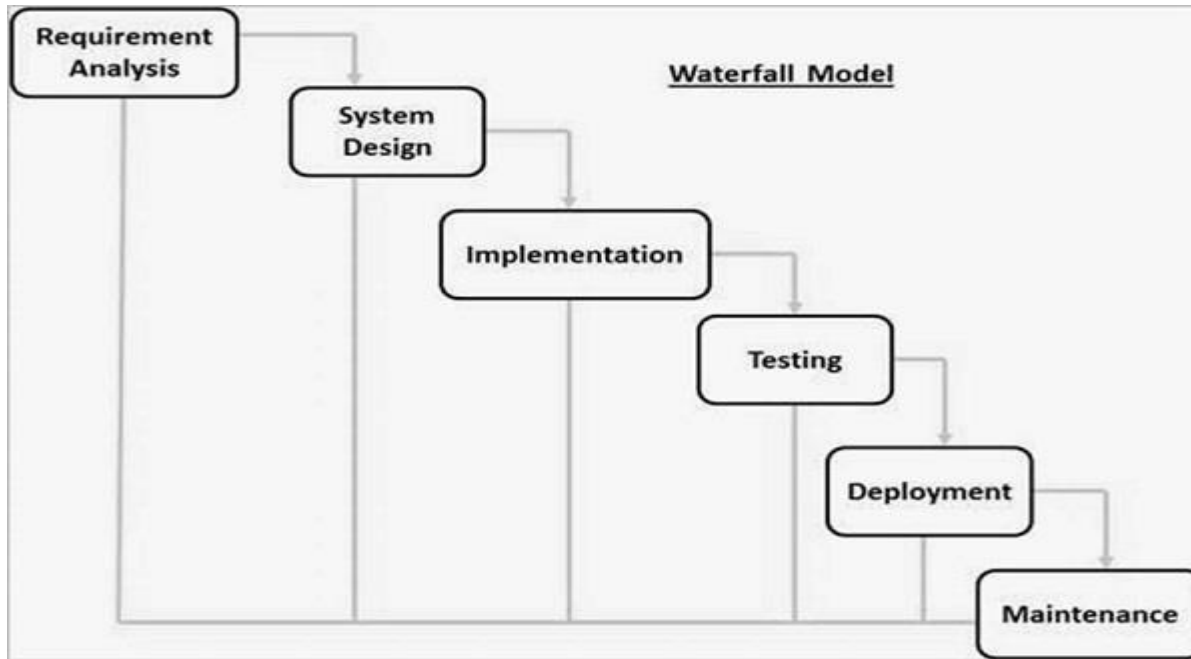 Requirement
Analysis
Waterfall Model
System
Design
Implementation
Testing
Deployment
Maintenance